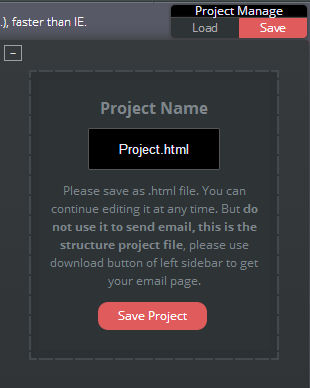 .), faster than IE.
Project Manage
Load
Save
−
Project Name
Project.html
Please save as .html file. You can
continue editing it at any time. But do
not use it to send email, this is the
structure project file, please use
download button of left sidebar to get
your email page.
Save Project